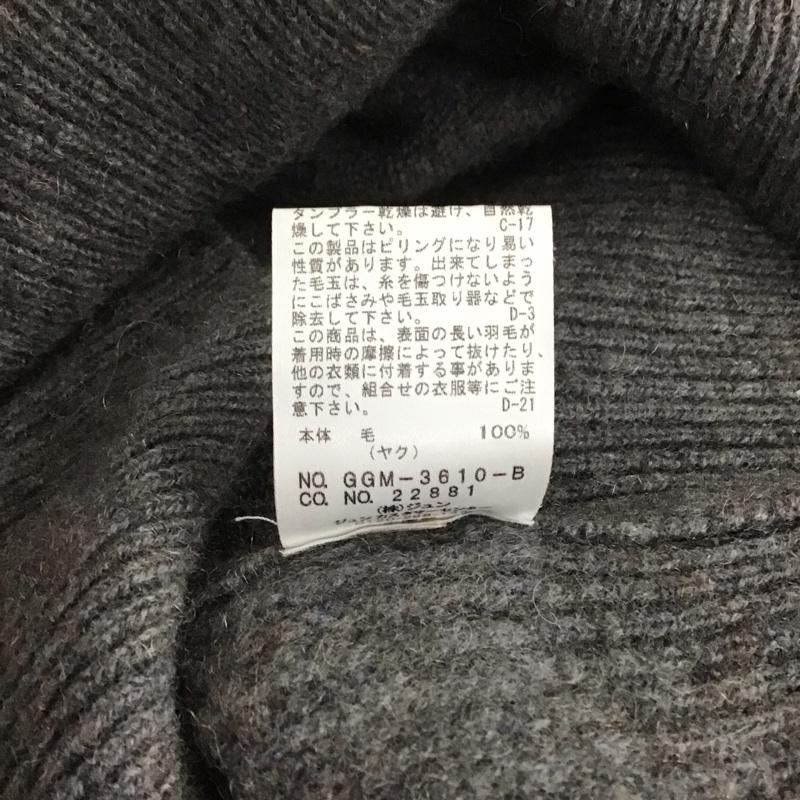 タンブラー乾燥は避け、自然乾
燥して下さい。 C-17
この製品はピリングになり易い
性質があります。出来てしまっ
た毛玉は、糸を傷つけないよう
にこばさみや毛玉取り器などで
除去して下さい。 D-3
この商品は、表面の長い羽毛が
着用時の摩擦によって抜けたり、
他の衣類に付着する事がありま
すので、組合せの衣服等にご注
意下さい。 D-21
本体 毛 100%
(ヤク)
NO. GGM-3610-B
CO. NO. 22881
(株)ジュン